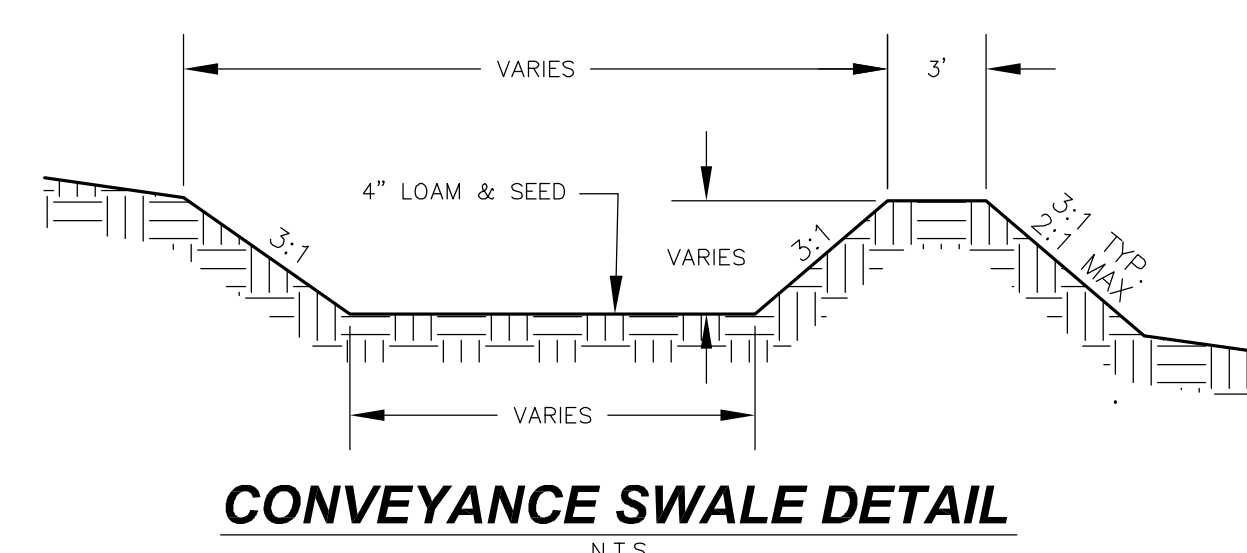 VARIES
3'
4" LOAM & SEED
3:1
VARIES
3:1
3:1 TYP.
2:1 MAX
VARIES
CONVEYANCE SWALE DETAIL
N.T.S.